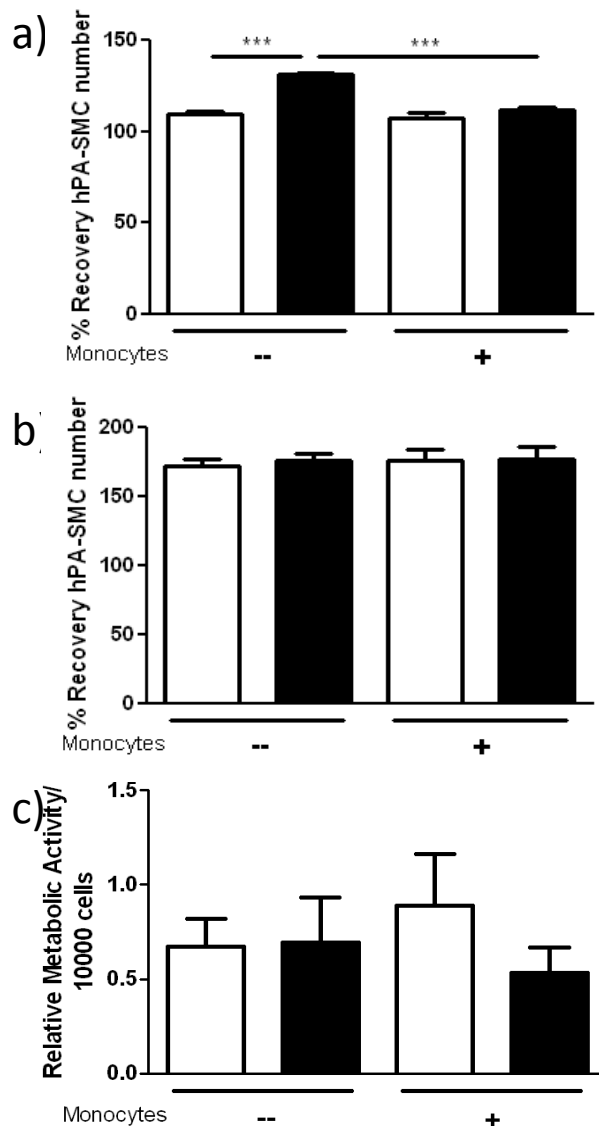 a)
% Recovery hPA-SMC number
150
100
50
0
***
***
Monocytes
--
+
b)
% Recovery hPA-SMC number
200
150
100
50
0
Monocytes
--
+
c)
Relative Metabolic Activity/
10000 cells
1.5
1.0
0.5
0.0
Monocytes
--
+